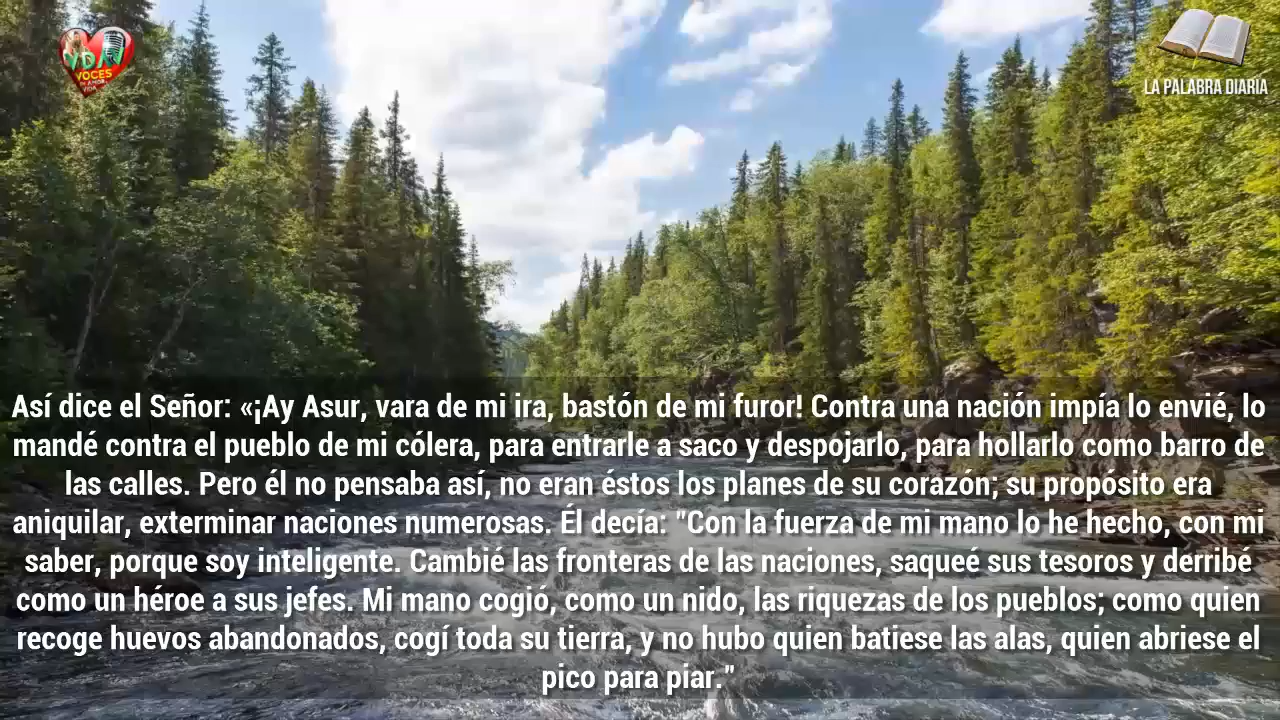 VDAV
VOCES
DE AMOR Y
VIDA
LA PALABRA DIARIA
Así dice el Señor: «¡Ay Asur, vara de mi ira, bastón de mi furor! Contra una nación impía lo envié, lo
mandé contra el pueblo de mi cólera, para entrarle a saco y despojarlo, para hollarlo como barro de
las calles. Pero él no pensaba así, no eran éstos los planes de su corazón; su propósito era
aniquilar, exterminar naciones numerosas. Él decía: "Con la fuerza de mi mano lo he hecho, con mi
saber, porque soy inteligente. Cambié las fronteras de las naciones, saqueé sus tesoros y derribé
como un héroe a sus jefes. Mi mano cogió, como un nido, las riquezas de los pueblos; como quien
recoge huevos abandonados, cogí toda su tierra, y no hubo quien batiese las alas, quien abriese el
pico para piar."